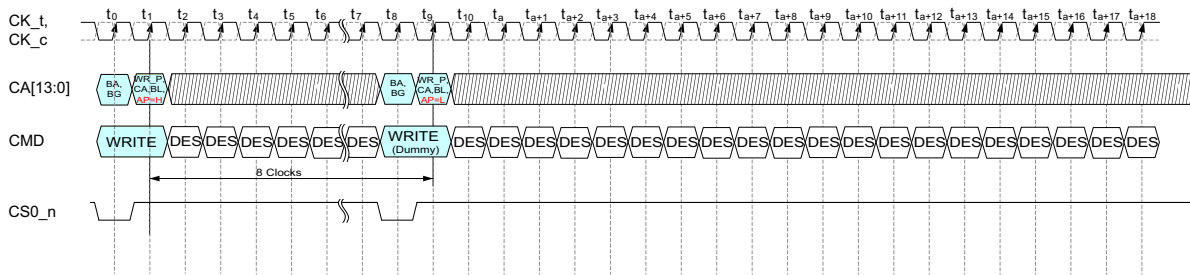 CK_t,
CK_c
t0 t1 t2 t3 t4 t5 t6 t7 t8 t9 t10 ta ta+1 ta+2 ta+3 ta+4 ta+5 ta+6 ta+7 ta+8 ta+9 ta+10 ta+11 ta+12 ta+13 ta+14 ta+15 ta+16 ta+17 ta+18
CA[13:0]
BA,
BG
WR_P,
CA,BL,
AP=H
BA,
BG
WR_P,
CA,BL,
AP=L
CMD
WRITE DES DES DES DES DES DES WRITE
(Dummy)
DES DES DES DES DES DES DES DES DES DES DES DES DES DES DES DES DES DES DES DES
8 Clocks
CS0_n